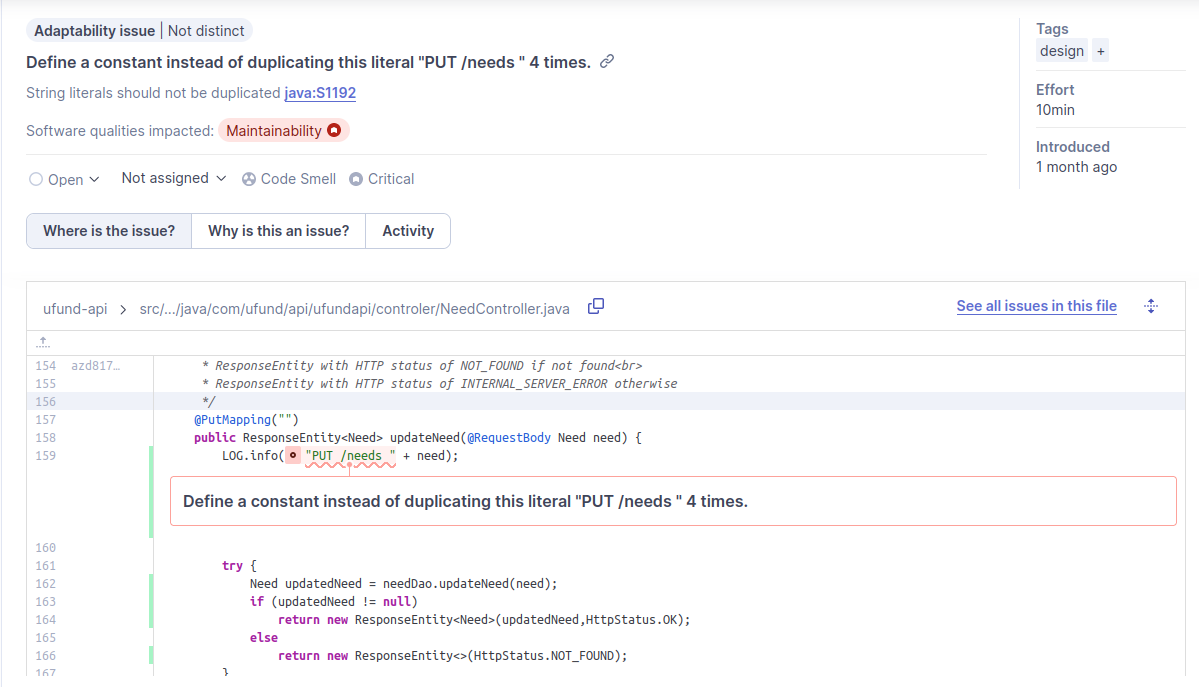 Adaptability issue | Not distinct
Define a constant instead of duplicating this literal "PUT /needs " 4 times.
String literals should not be duplicated java:S1192
Software qualities impacted: Maintainability
Open Not assigned Code Smell Critical
Where is the issue? Why is this an issue? Activity
Tags
design +
Effort
10min
Introduced
1 month ago
ufund-api > src/.../java/com/ufund/api/ufundapi/controler/NeedController.java See all issues in this file
154 azd817… * ResponseEntity with HTTP status of NOT_FOUND if not found<br>
155 * ResponseEntity with HTTP status of INTERNAL_SERVER_ERROR otherwise
156 */
157 @PutMapping("")
158 public ResponseEntity<Need> updateNeed(@RequestBody Need need) {
159 LOG.info("PUT /needs " + need);
Define a constant instead of duplicating this literal "PUT /needs " 4 times.
160
161 try {
162 Need updatedNeed = needDao.updateNeed(need);
163 if (updatedNeed != null)
164 return new ResponseEntity<Need>(updatedNeed,HttpStatus.OK);
165 else
166 return new ResponseEntity<>(HttpStatus.NOT_FOUND);
167 }